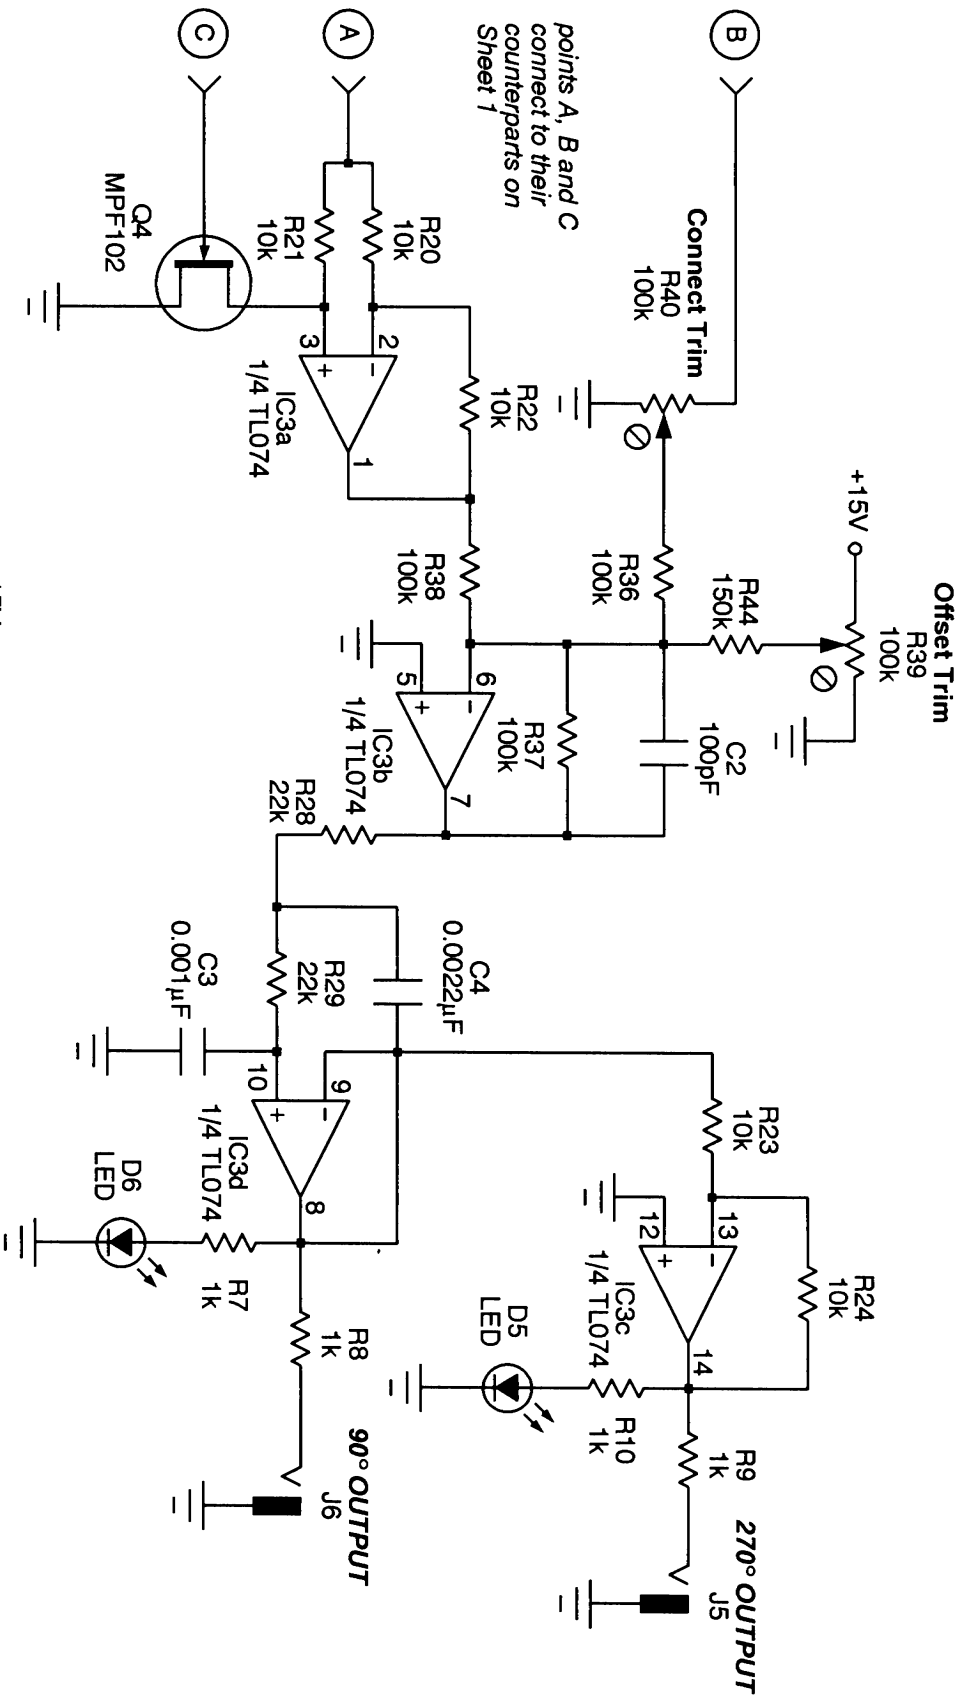 Offset Trim
R39
100k
+15V
R44
150k
B
Connect Trim
R40
100k
R36
100k
C2
100pF
R24
10k
R23
10k
13
12
14
IC3c
1/4 TL074
R9
1k
270° OUTPUT
J5
R10
1k
D5
LED
points A, B and C
connect to their
counterparts on
Sheet 1
R22
10k
R37
100k
R38
100k
6
5
7
IC3b
1/4 TL074
C4
0.0022µF
A
R20
10k
R21
10k
2
3
1
IC3a
1/4 TL074
R28
22k
R29
22k
9
10
8
IC3d
1/4 TL074
R8
1k
90° OUTPUT
J6
R7
1k
D6
LED
C3
0.001µF
C
Q4
MPF102